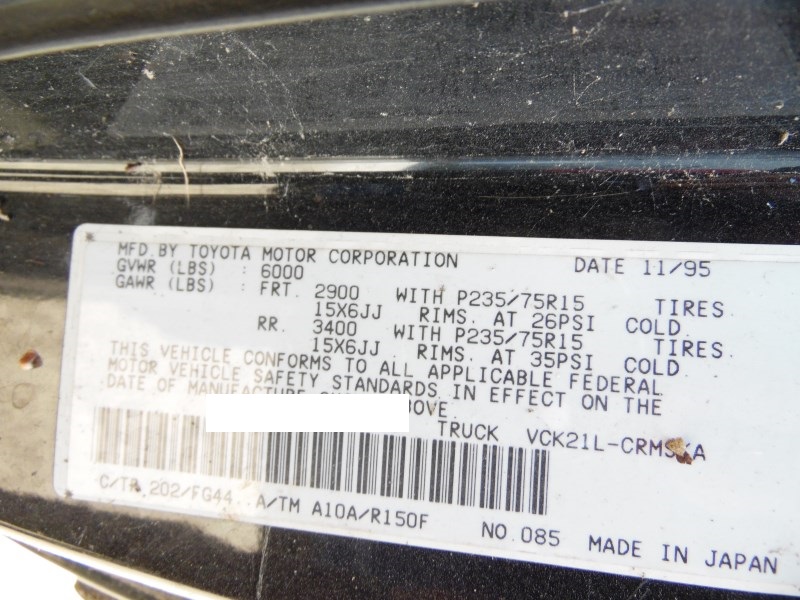 MFD.BY TOYOTA MOTOR CORPORATION DATE 11/95
GVWR (LBS) : 6000
GAWR (LBS) : FRT. 2900 WITH P235/75R15 TIRES
15X6JJ RIMS. AT 26PSI COLD
RR. 3400 WITH P235/75R15 TIRES
15X6JJ RIMS. AT 35PSI COLD
THIS VEHICLE CONFORMS TO ALL APPLICABLE FEDERAL
MOTOR VEHICLE SAFETY STANDARDS IN EFFECT ON THE
DATE OF MANUFACTURE
TRUCK
C/TR 202/FG44 A/TM A10A/R150F NO.085 MADE IN JAPAN